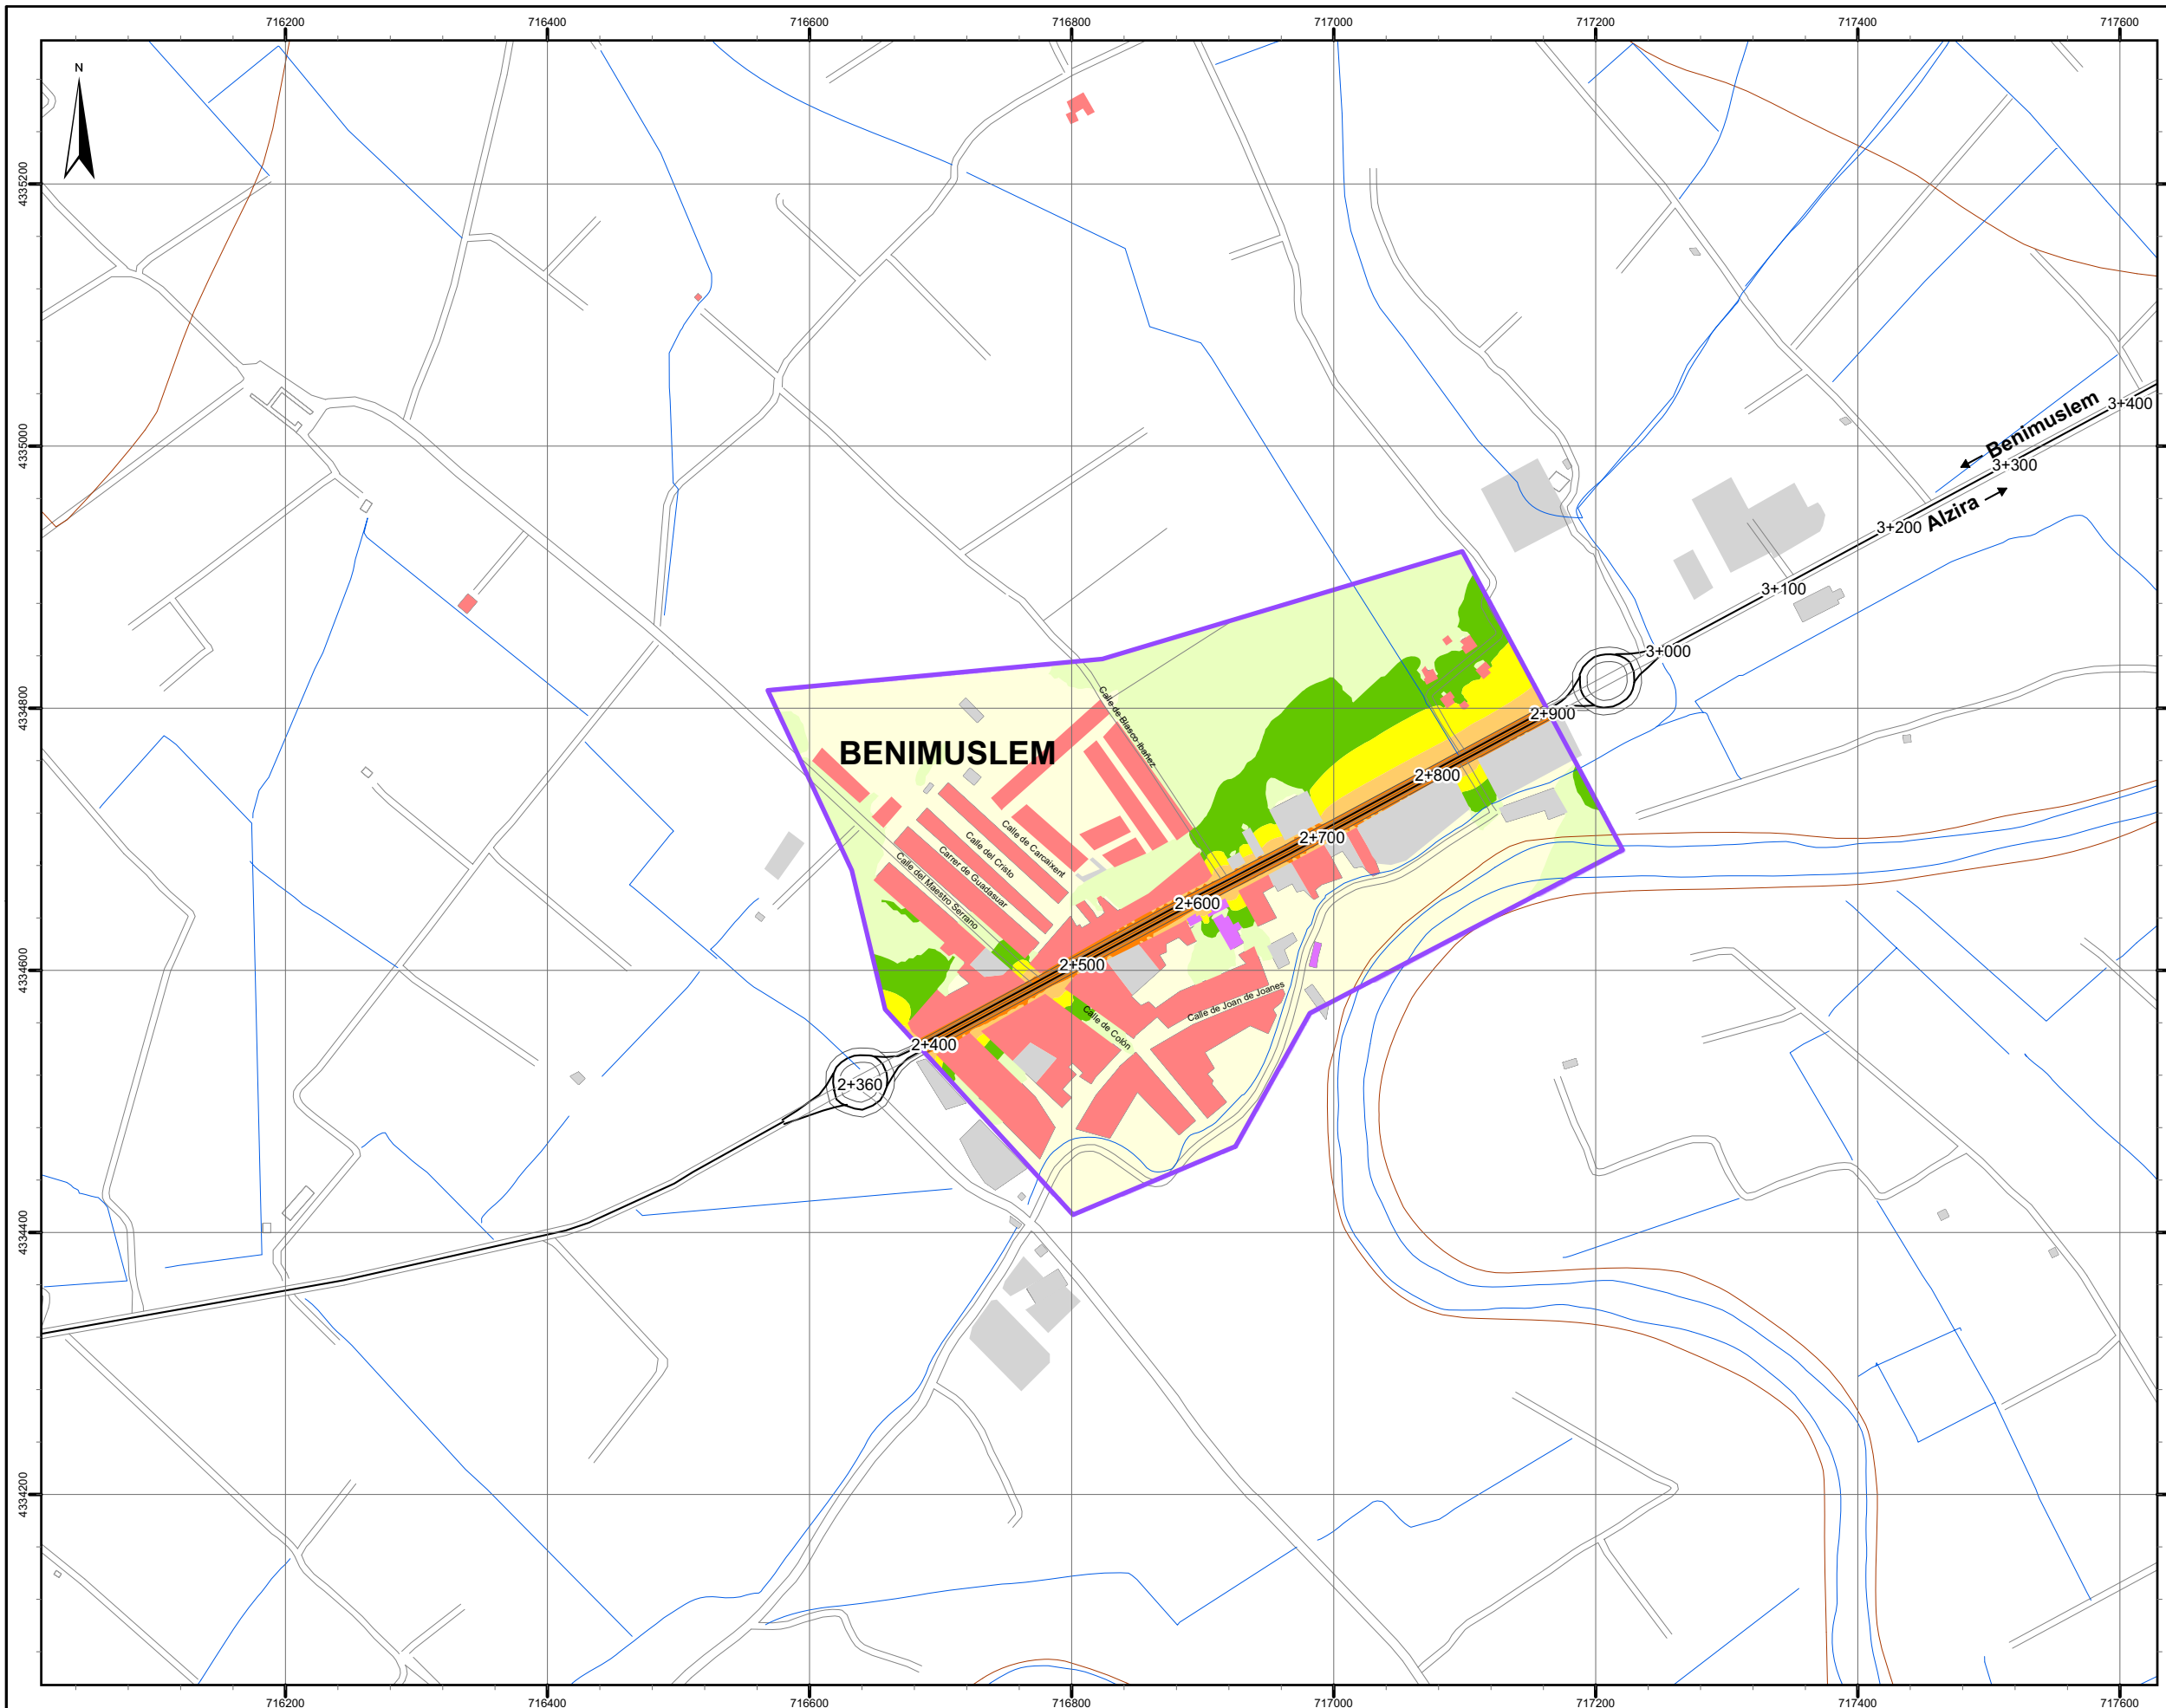 716200 716400 716600 716800 717000 717200 717400 717600
N
4335200
4335000
4334800
4334600
4334400
4334200
Benimuslem
3+400
3+300
Alzira
3+200
3+100
3+000
2+900
2+800
2+700
2+600
2+500
2+400
2+360
BENIMUSLEM
Calle de Blasco Ibañez
Calle de Carcaixent
Calle del Cristo
Carrer de Guadasuar
Calle del Maestro Serrano
Calle de Joan de Joanes
Calle de Colón
716200 716400 716600 716800 717000 717200 717400 717600